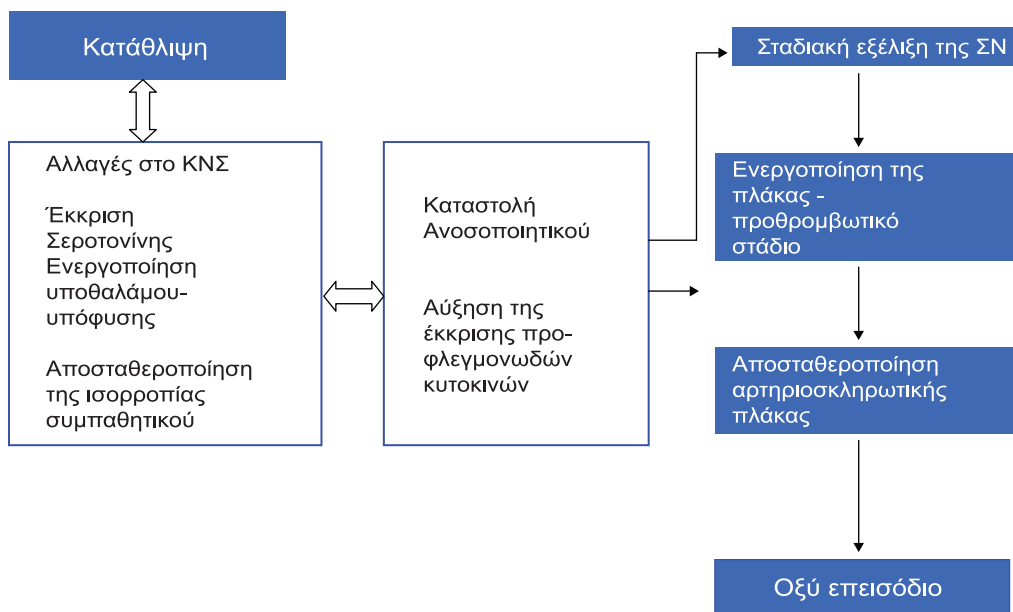 Κατάθλιψη
Αλλαγές στο ΚΝΣ
Έκκριση
Σεροτονίνης
Ενεργοποίηση
υποθαλάμου-
υπόφυσης
Αποσταθεροποίηση
της ισορροπίας
συμπαθητικού
Καταστολή
Ανοσοποιητικού
Αύξηση της
έκκρισης προ-
φλεγμονωδών
κυτοκινών
Σταδιακή εξέλιξη της ΣΝ
Ενεργοποίηση της
πλάκας -
προθρομβωτικό
στάδιο
Αποσταθεροποίηση
αρτηριοσκληρωτικής
πλάκας
Οξύ επεισόδιο